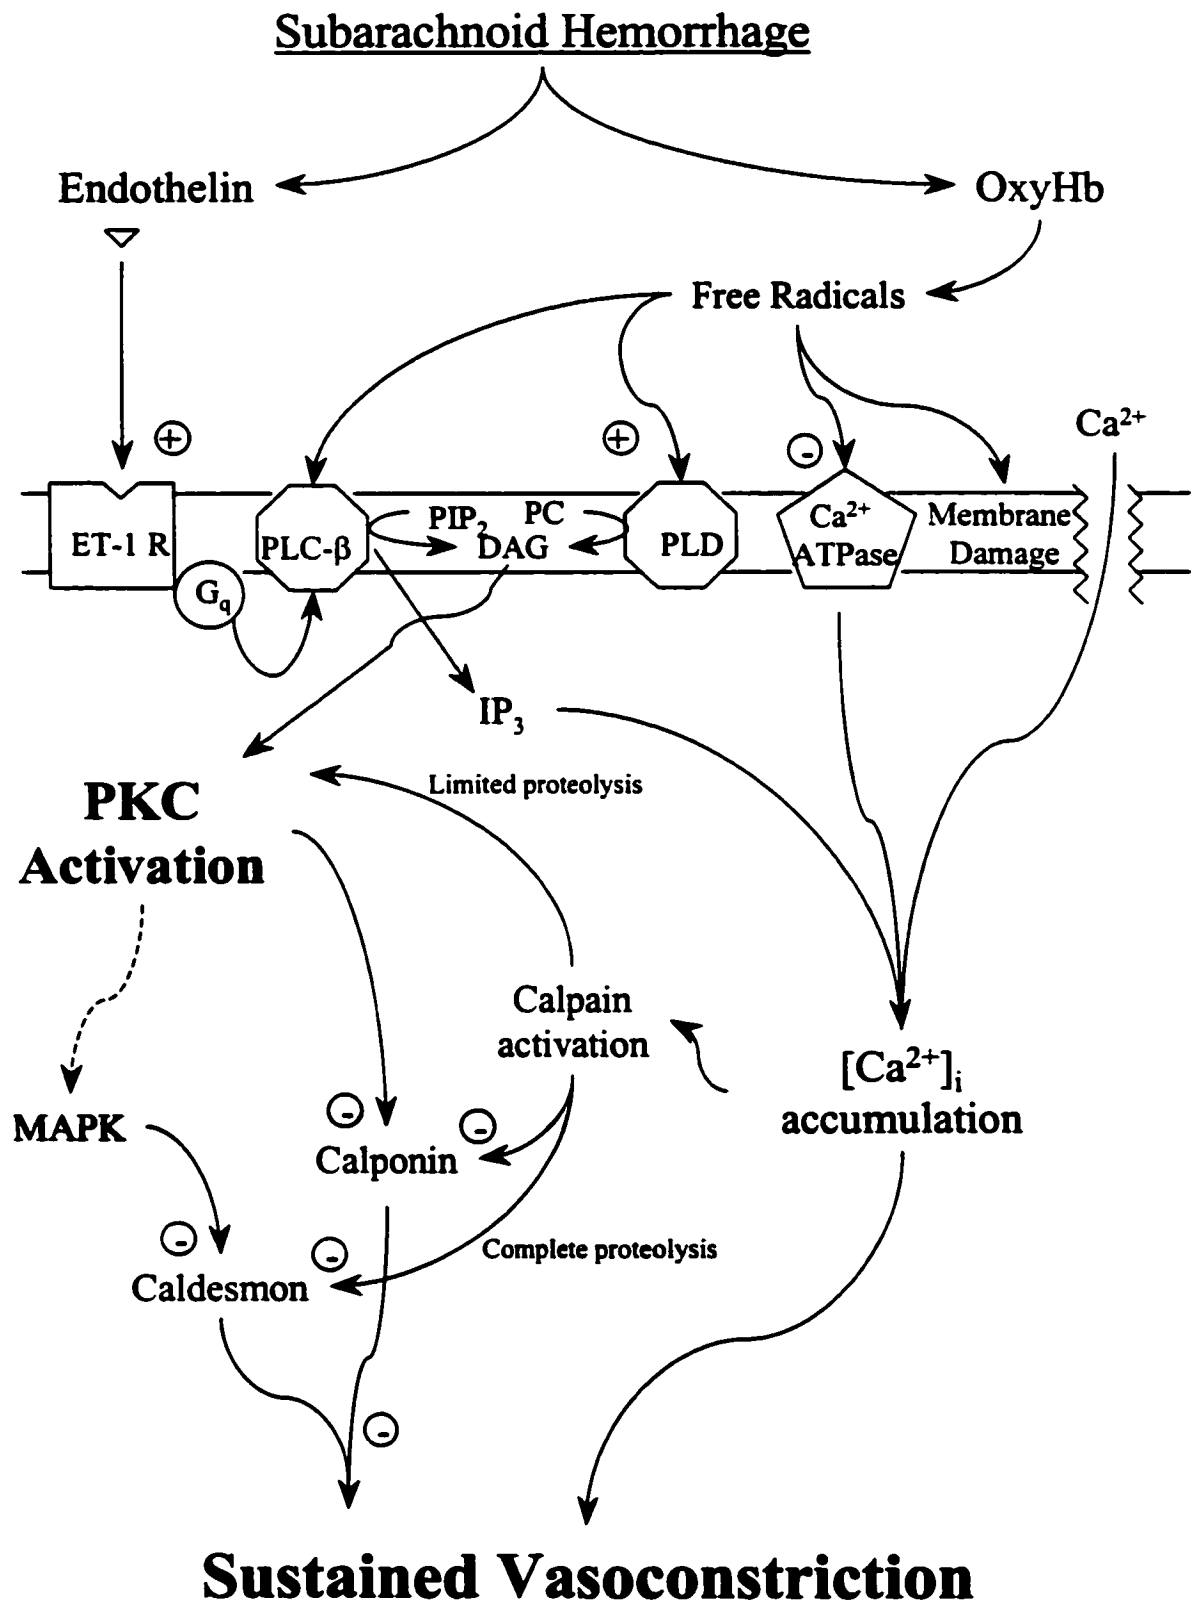 Subarachnoid Hemorrhage
Endothelin
OxyHb
Free Radicals
Ca²⁺
+
+
-
ET-1 R
PLC-β
PIP₂
PC
DAG
PLD
Ca²⁺
ATPase
Membrane
Damage
Gq
IP₃
Limited proteolysis
PKC
Activation
Calpain
activation
[Ca²⁺]ᵢ
accumulation
MAPK
-
-
Calponin
-
-
Complete proteolysis
Caldesmon
-
Sustained Vasoconstriction